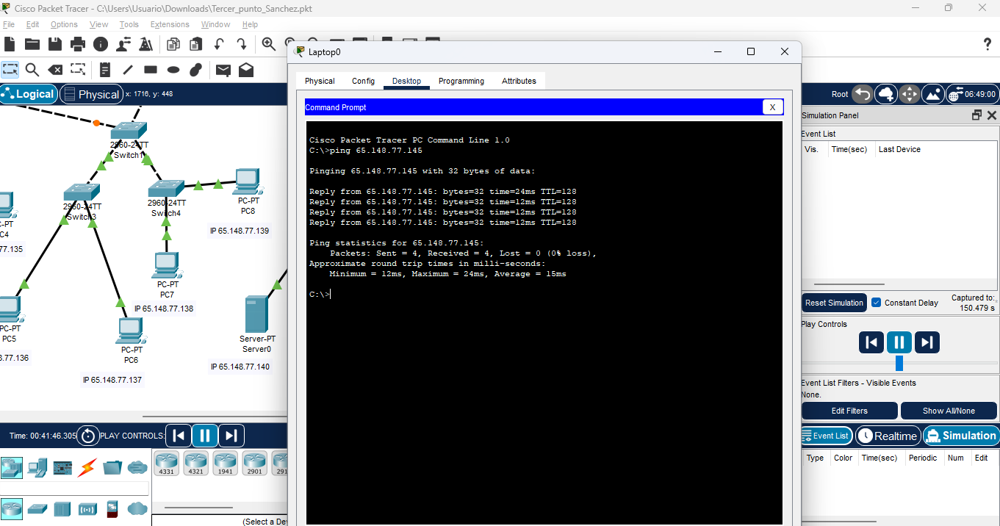 Cisco Packet Tracer - C:\Users\Usuario\Downloads\Tercer_punto_Sanchez.pkt
File Edit Options View Tools Extensions Window Help
Logical Physical x: 1716, y: 448
Root 06:49:00
Laptop0
Physical Config Desktop Programming Attributes
Command Prompt X
Cisco Packet Tracer PC Command Line 1.0
C:\>ping 65.148.77.145
Pinging 65.148.77.145 with 32 bytes of data:
Reply from 65.148.77.145: bytes=32 time=24ms TTL=128
Reply from 65.148.77.145: bytes=32 time=12ms TTL=128
Reply from 65.148.77.145: bytes=32 time=12ms TTL=128
Reply from 65.148.77.145: bytes=32 time=12ms TTL=128
Ping statistics for 65.148.77.145:
Packets: Sent = 4, Received = 4, Lost = 0 (0% loss),
Approximate round trip times in milli-seconds:
Minimum = 12ms, Maximum = 24ms, Average = 15ms
C:\>
2960-24TT
Switch1
2960-24TT
Switch3
2960-24TT
Switch4
PC-PT
PC8
IP 65.148.77.139
-PT
C4
77.135
PC-PT
PC7
IP 65.148.77.138
PC-PT
PC5
3.77.136
PC-PT
PC6
IP 65.148.77.137
Server-PT
Server0
IP 65.148.77.140
Time: 00:41:46.305 PLAY CONTROLS:
4331 4321 1941 2901 291
(Select a De
Simulation Panel
Event List
Vis. Time(sec) Last Device
Reset Simulation Constant Delay Captured to:
150.479 s
Play Controls
Event List Filters - Visible Events
None.
Edit Filters Show All/None
Event List Realtime Simulation
Type Color Time(sec) Periodic Num Edit